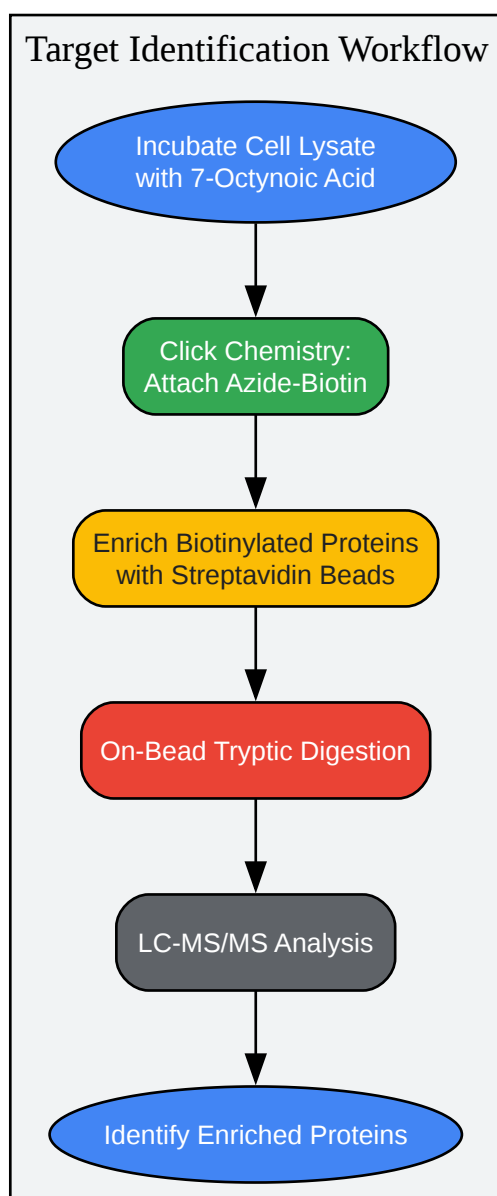 Target Identification Workflow
Incubate Cell Lysate
with 7-Octynoic Acid
Click Chemistry:
Attach Azide-Biotin
Enrich Biotinylated Proteins
with Streptavidin Beads
On-Bead Tryptic Digestion
LC-MS/MS Analysis
Identify Enriched Proteins